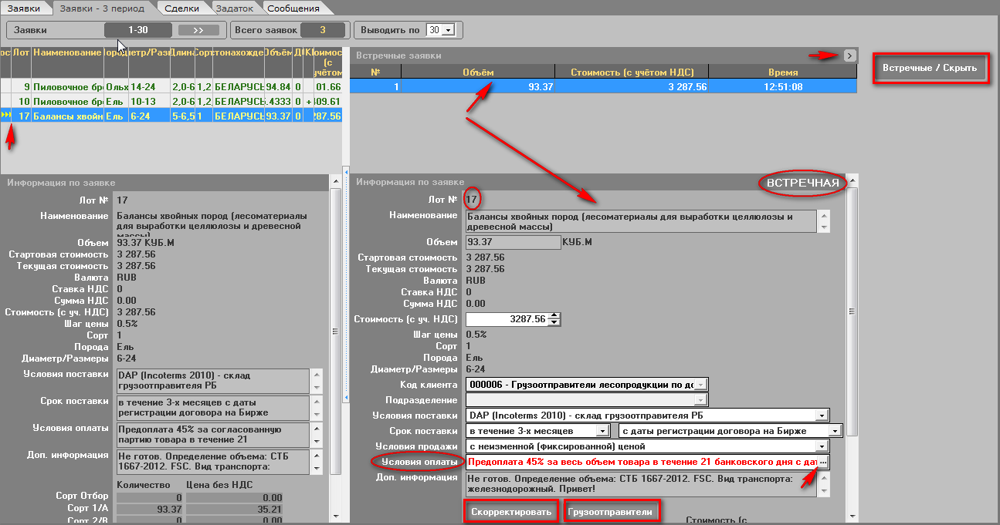 Заявки
Заявки - 3 период
Сделки
Задаток
Сообщения
Заявки
1-30
>>
Всего заявок
3
Выводить по
30
ос Лот Наименование ород метр/Раз Длина Сорт стонахожде Объём Д К оимос (с учётом
9 Пиловочное бр Ольх 14-24 2,0-6 1,2 БЕЛАРУСЬ 94.84 0 01.66
10 Пиловочное бр Ель 10-13 2,0-6 1,2 БЕЛАРУСЬ .4333 0 + 409.61
17 Балансы хвойн Ель 6-24 5-6,5 1 БЕЛАРУСЬ 93.37 0 287.56
Встречные заявки
>
№ Объём Стоимость (с учётом НДС) Время
1 93.37 3 287.56 12:51:08
Встречные / Скрыть
Информация по заявке
Лот № 17
Наименование Балансы хвойных пород (лесоматериалы
для выработки целлюлозы и древесной
массы)
Объем 93.37 КУБ.М
Стартовая стоимость 3 287.56
Текущая стоимость 3 287.56
Валюта RUB
Ставка НДС 0
Сумма НДС 0.00
Стоимость (с уч. НДС) 3 287.56
Шаг цены 0.5%
Сорт 1
Порода Ель
Диаметр/Размеры 6-24
Условия поставки DAP (Incoterms 2010) - склад
грузоотправителя РБ
Срок поставки в течение 3-х месяцев с даты
регистрации договора на Бирже
Условия оплаты Предоплата 45% за согласованную
партию товара в течение 21
Доп. информация Не готов. Определение объема: СТБ
1667-2012. FSC. Вид транспорта:
Количество Цена без НДС
Сорт Отбор 0 0.00
Сорт 1/А 93.37 35.21
Сорт 2/В 0 0.00
Информация по заявке
ВСТРЕЧНАЯ
Лот № 17
Наименование Балансы хвойных пород (лесоматериалы для выработки целлюлозы и
древесной массы)
Объем 93.37 КУБ.М
Стартовая стоимость 3 287.56
Текущая стоимость 3 287.56
Валюта RUB
Ставка НДС 0
Сумма НДС 0.00
Стоимость (с уч. НДС) 3287.56
Шаг цены 0.5%
Сорт 1
Порода Ель
Диаметр/Размеры 6-24
Код клиента 000006 - Грузоотправители лесопродукции по до
Подразделение
Условия поставки DAP (Incoterms 2010) - склад грузоотправителя РБ
Срок поставки в течение 3-х месяцев с даты регистрации договора на Бирже
Условия продажи с неизменной (фиксированной) ценой
Условия оплаты Предоплата 45% за весь объем товара в течение 21 банковского дня с дат ...
Доп. информация Не готов. Определение объема: СТБ 1667-2012. FSC. Вид транспорта:
железнодорожный. Привет!
Скорректировать
Грузоотправители
Стоимость (с